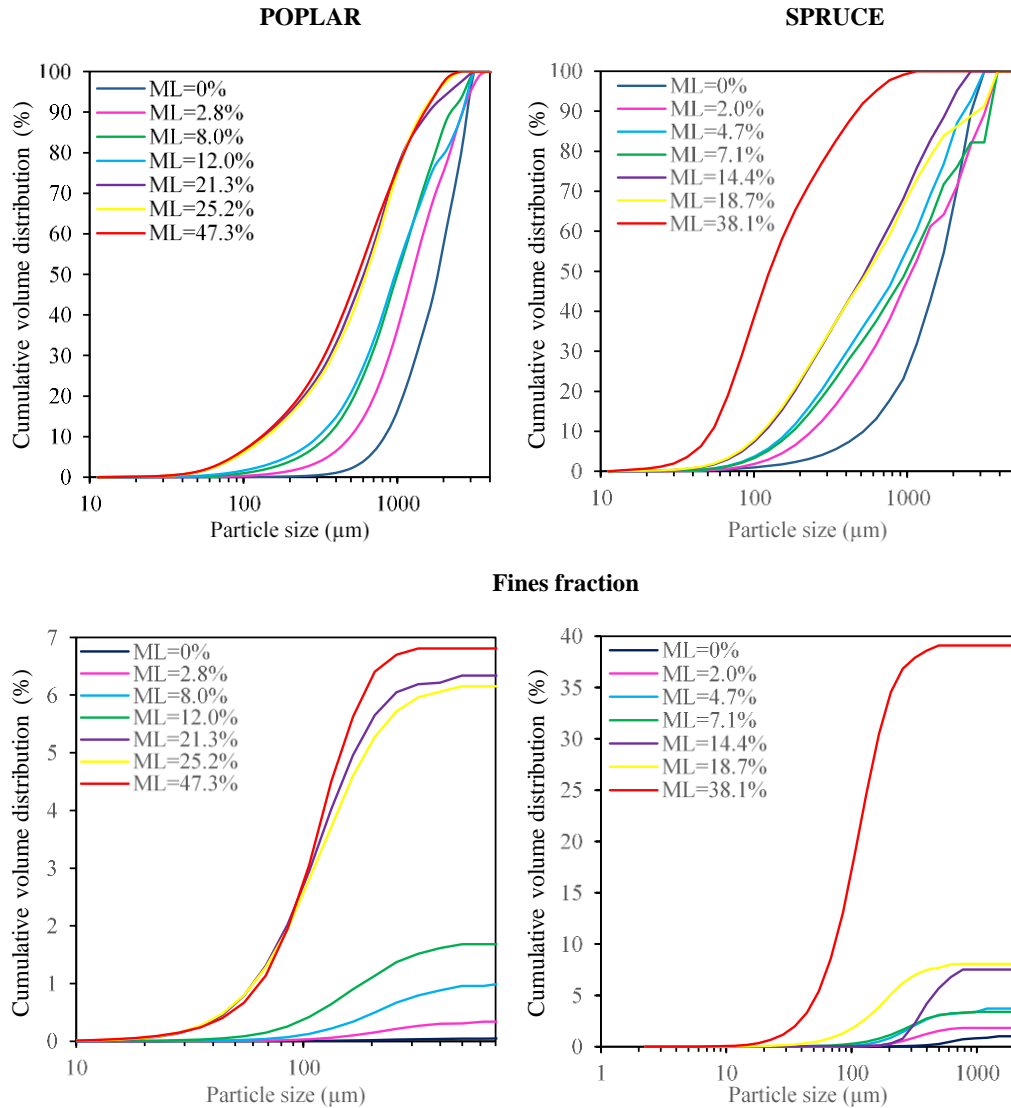 POPLAR
SPRUCE
100
90
80
70
60
50
40
30
20
10
0
ML=0%
ML=2.8%
ML=8.0%
ML=12.0%
ML=21.3%
ML=25.2%
ML=47.3%
10
100
1000
Particle size (µm)
Cumulative volume distribution (%)
100
90
80
70
60
50
40
30
20
10
0
ML=0%
ML=2.0%
ML=4.7%
ML=7.1%
ML=14.4%
ML=18.7%
ML=38.1%
10
100
1000
Particle size (µm)
Cumulative volume distribution (%)
Fines fraction
7
6
5
4
3
2
1
0
ML=0%
ML=2.8%
ML=8.0%
ML=12.0%
ML=21.3%
ML=25.2%
ML=47.3%
10
100
Particle size (µm)
Cumulative volume distribution (%)
40
35
30
25
20
15
10
5
0
ML=0%
ML=2.0%
ML=4.7%
ML=7.1%
ML=14.4%
ML=18.7%
ML=38.1%
1
10
100
1000
Particle size (µm)
Cumulative volume distribution (%)